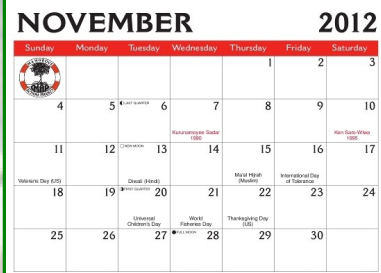 NOVEMBER 2012
Sunday Monday Tuesday Wednesday Thursday Friday Saturday
1 2 3
4 5 LAST QUARTER 6 7 8 9 10
Karunamoyee Sardar
1990
Ken Saro-Wiwa
1995
11 12 NEW MOON 13 14 15 16 17
Veterans Day (US)
Diwali (Hindi)
Ma'al Hijrah
(Muslim)
International Day
of Tolerance
18 19 FIRST QUARTER 20 21 22 23 24
Universal
Children's Day
World
Fisheries Day
Thanksgiving Day
(US)
25 26 27 FULL MOON 28 29 30